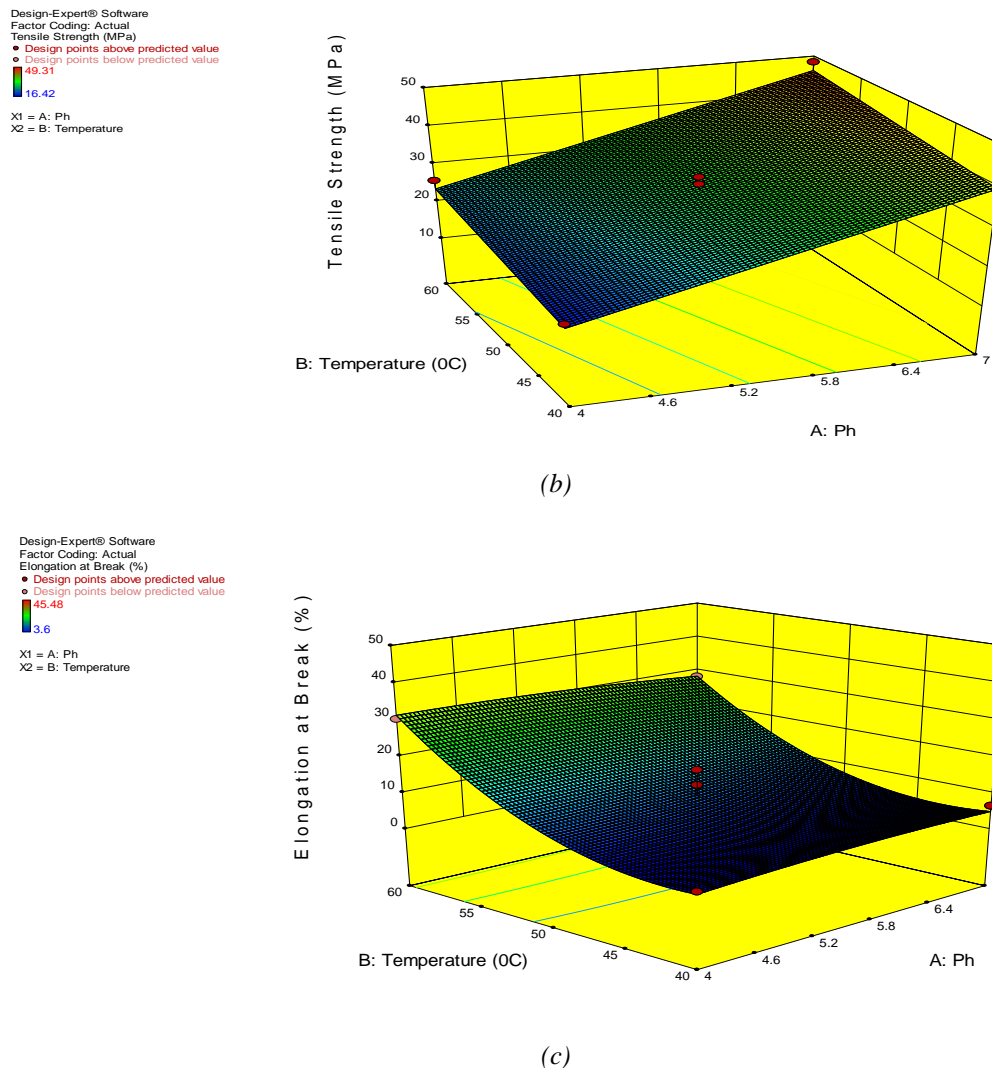 Design-Expert® Software
Factor Coding: Actual
Tensile Strength (MPa)
Design points above predicted value
Design points below predicted value
49.31
16.42
X1 = A: Ph
X2 = B: Temperature
Tensile Strength (MPa)
50
40
30
20
10
60
55
50
45
40
B: Temperature (0C)
4
4.6
5.2
5.8
6.4
7
A: Ph
(b)
Design-Expert® Software
Factor Coding: Actual
Elongation at Break (%)
Design points above predicted value
Design points below predicted value
45.48
3.6
X1 = A: Ph
X2 = B: Temperature
Elongation at Break (%)
50
40
30
20
10
0
60
55
50
45
40
B: Temperature (0C)
4
4.6
5.2
5.8
6.4
A: Ph
(c)